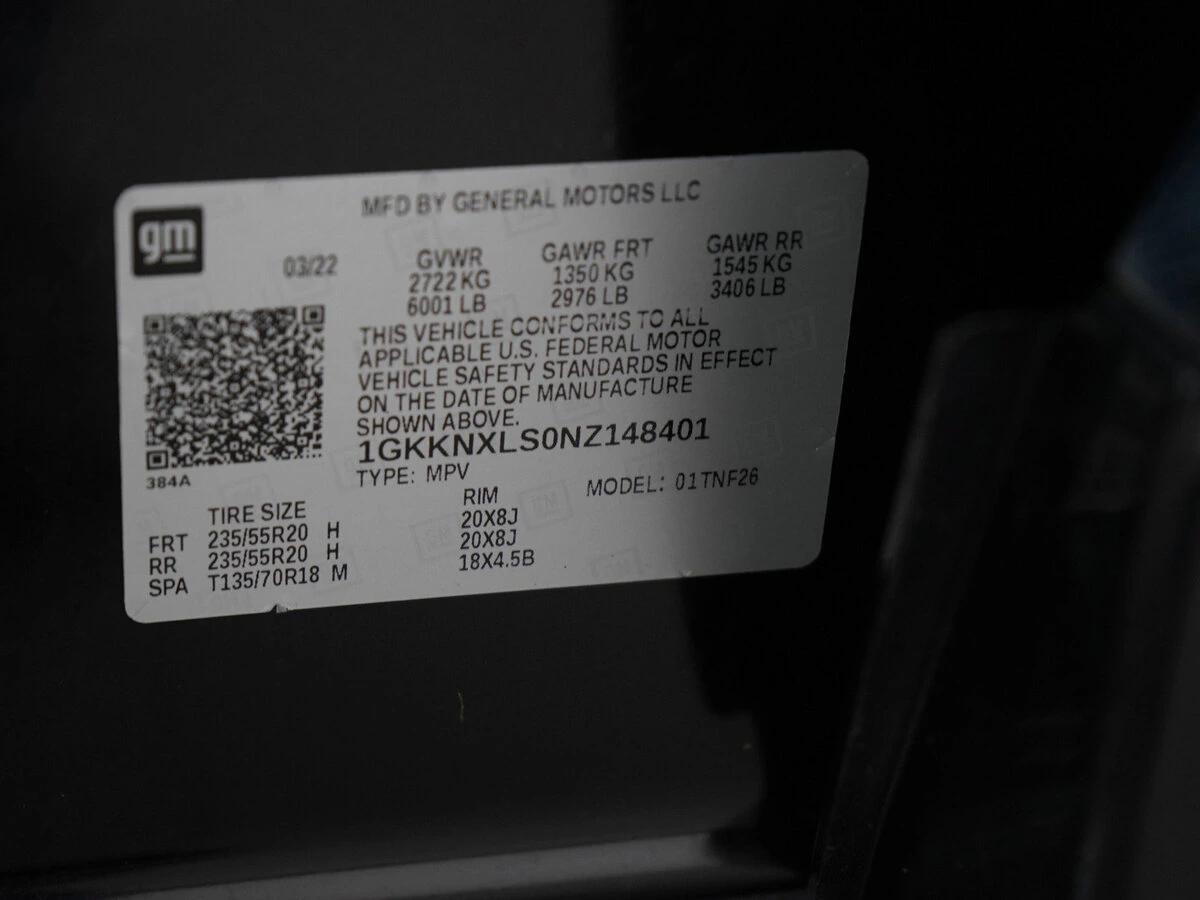 gm
MFD BY GENERAL MOTORS LLC
03/22
GVWR GAWR FRT GAWR RR
2722 KG 1350 KG 1545 KG
6001 LB 2976 LB 3406 LB
THIS VEHICLE CONFORMS TO ALL
APPLICABLE U.S. FEDERAL MOTOR
VEHICLE SAFETY STANDARDS IN EFFECT
ON THE DATE OF MANUFACTURE
SHOWN ABOVE.
1GKKNXLS0NZ148401
TYPE: MPV MODEL: 01TNF26
384A
TIRE SIZE RIM
FRT 235/55R20 H 20X8J
RR 235/55R20 H 20X8J
SPA T135/70R18 M 18X4.5B